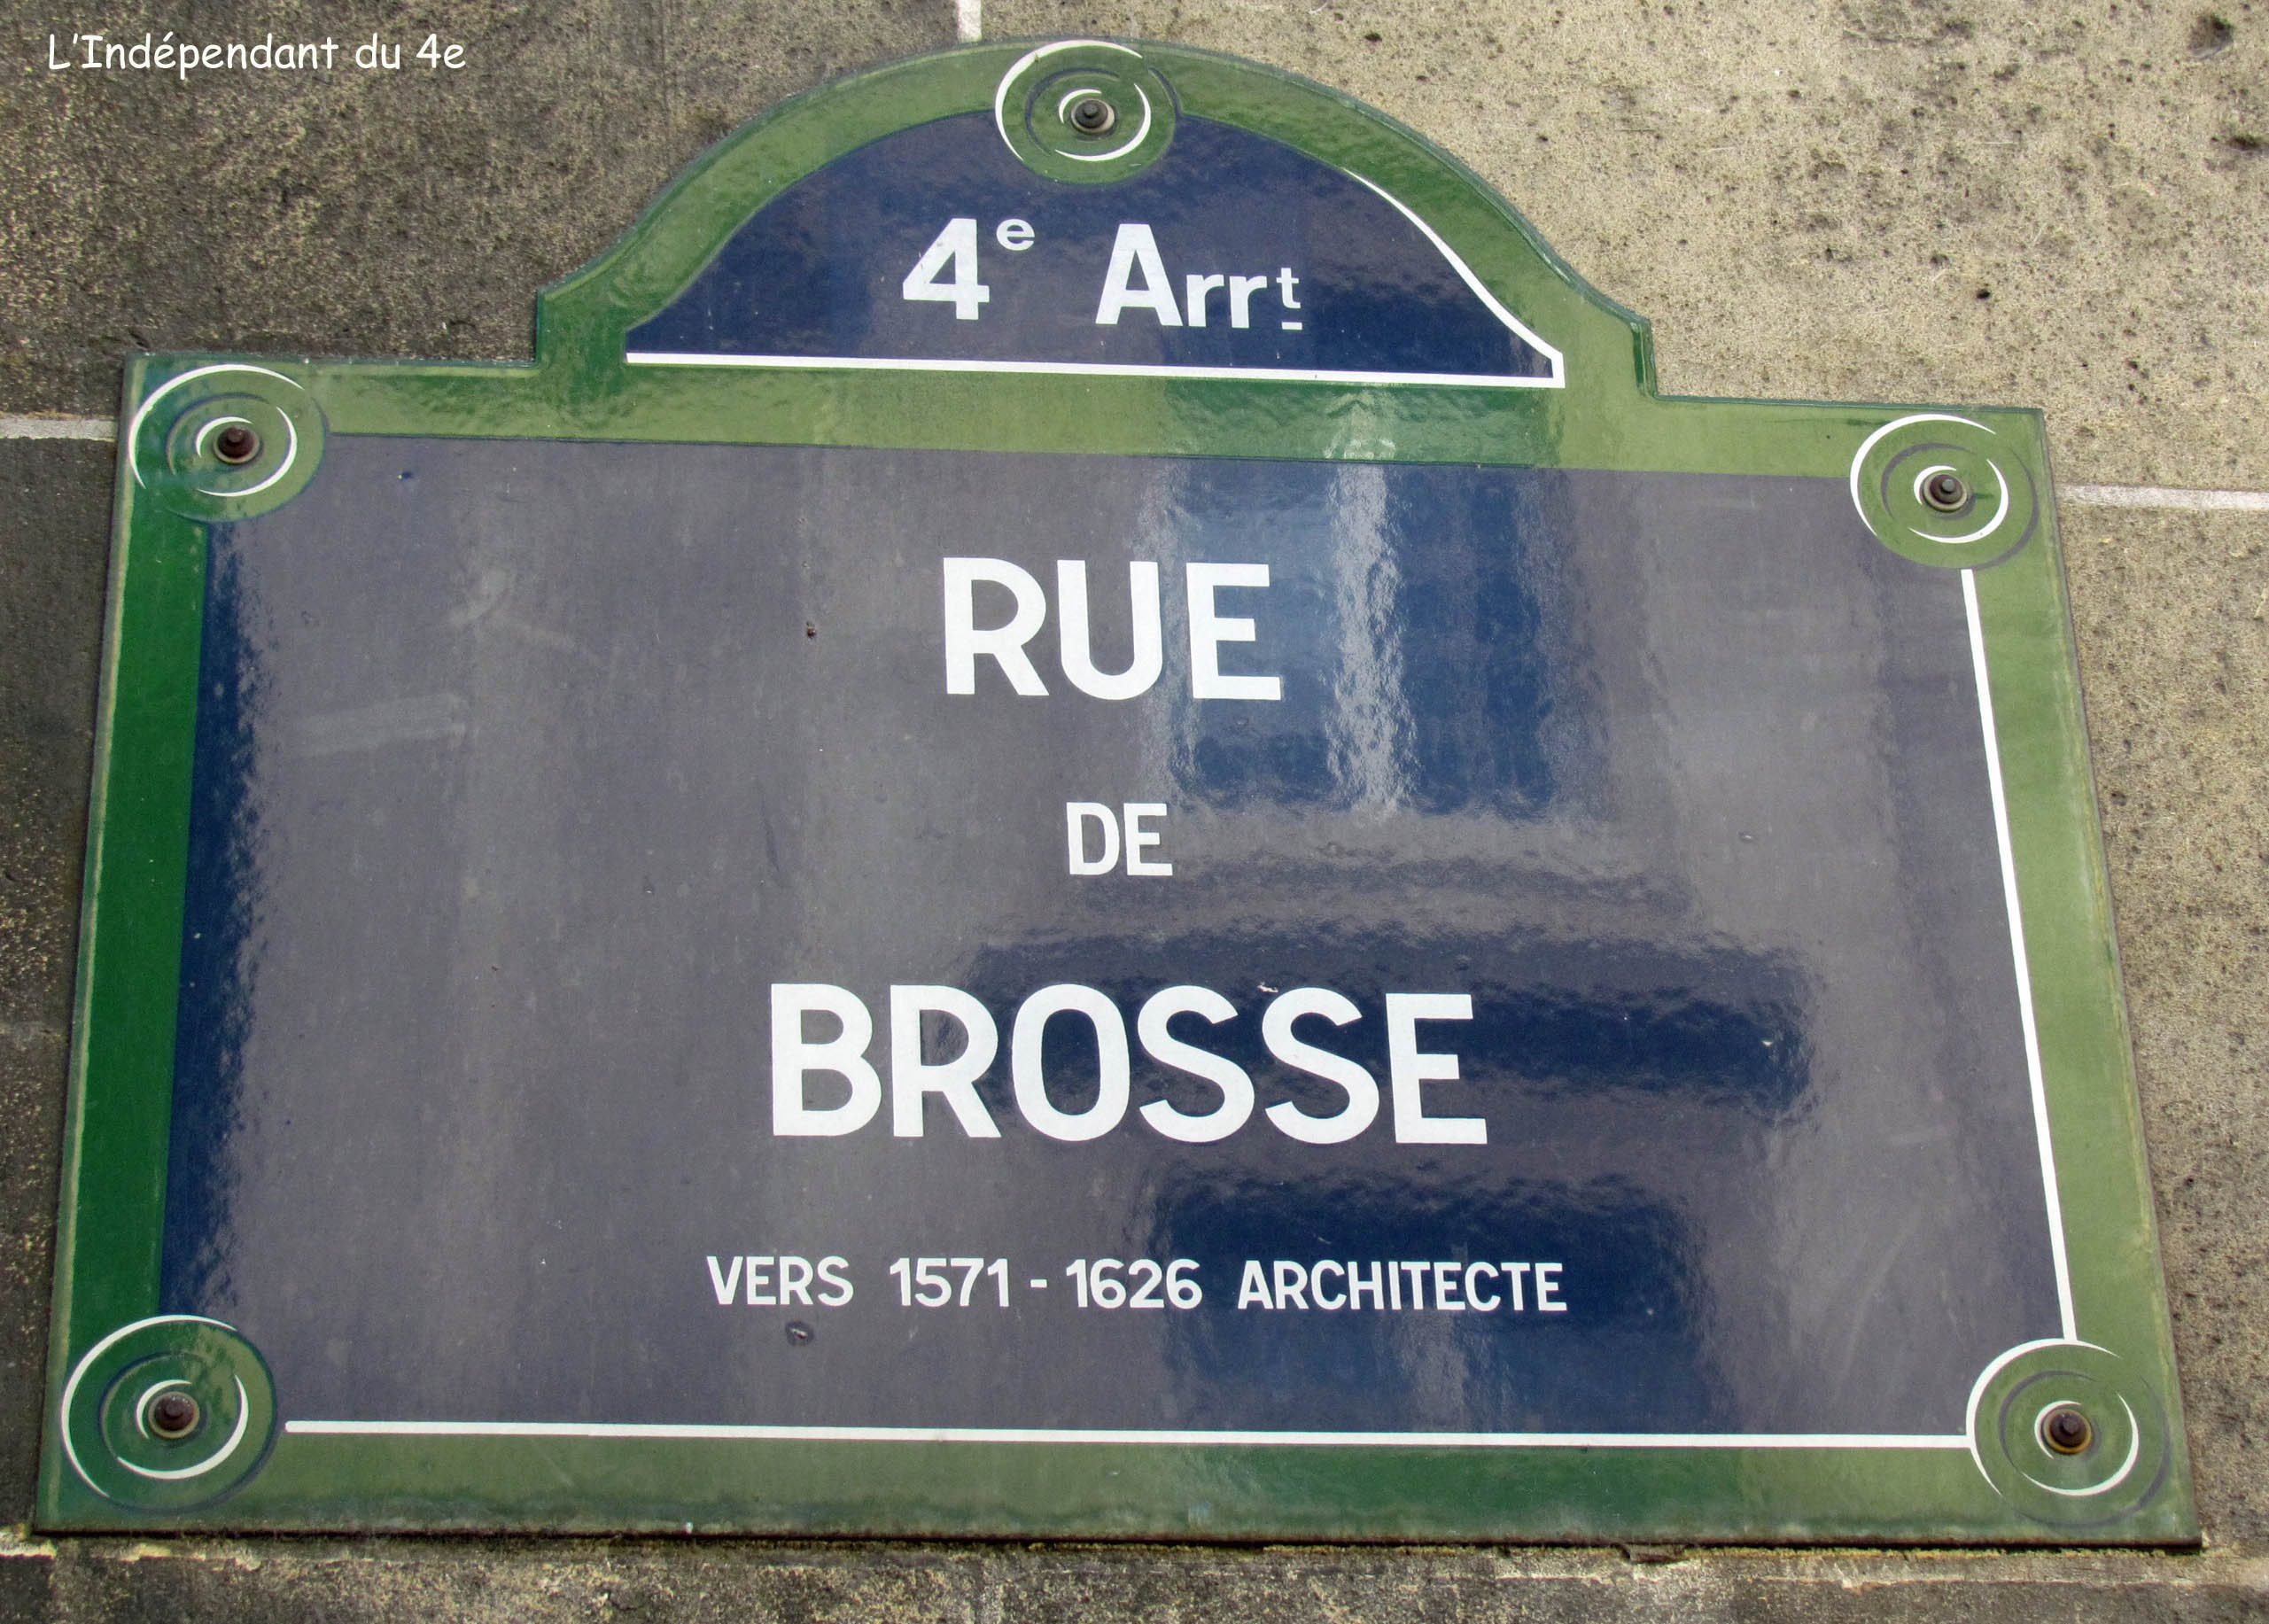 L'Indépendant du 4e
4e Arrt
RUE
DE
BROSSE
VERS 1571 - 1626 ARCHITECTE